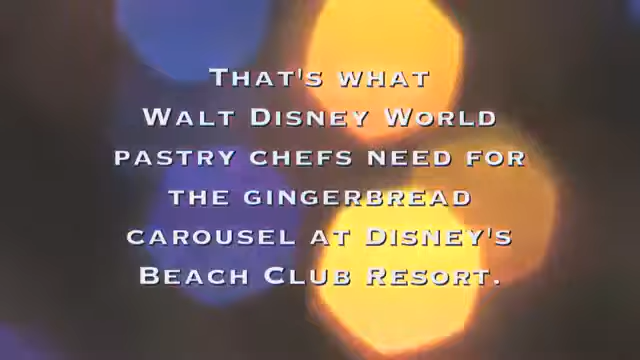 That's what
Walt Disney World
pastry chefs need for
the gingerbread
carousel at Disney's
Beach Club Resort.